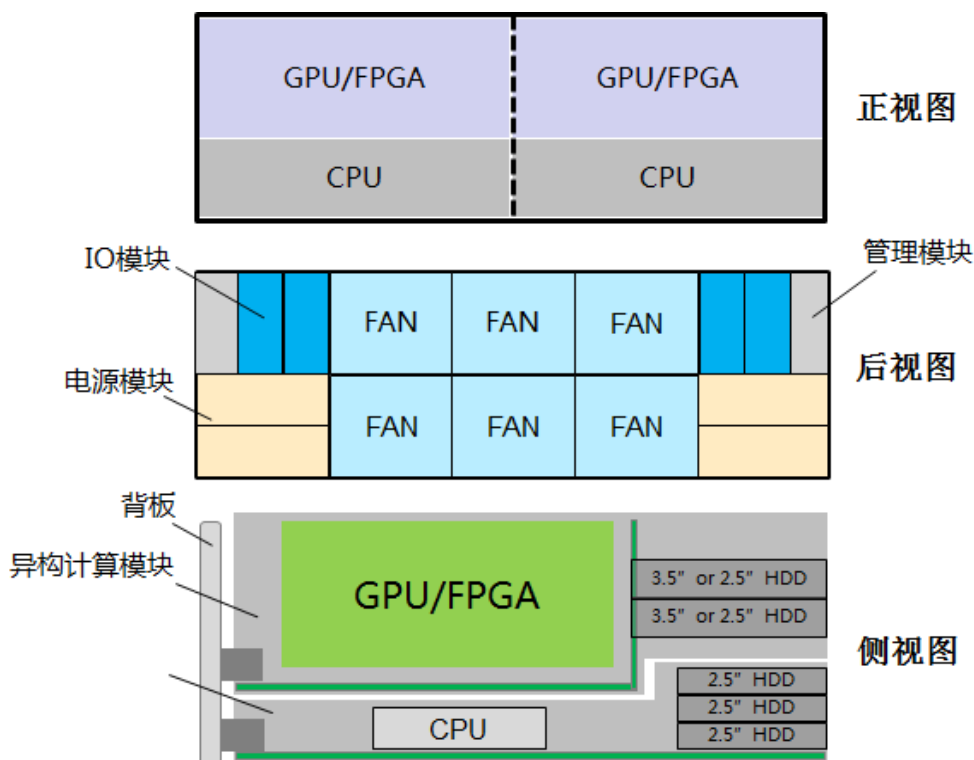 GPU/FPGA GPU/FPGA
正视图
CPU CPU
IO模块
管理模块
FAN FAN FAN
后视图
电源模块
FAN FAN FAN
背板
异构计算模块
GPU/FPGA
3.5" or 2.5" HDD
3.5" or 2.5" HDD
侧视图
2.5" HDD
2.5" HDD
CPU
2.5" HDD